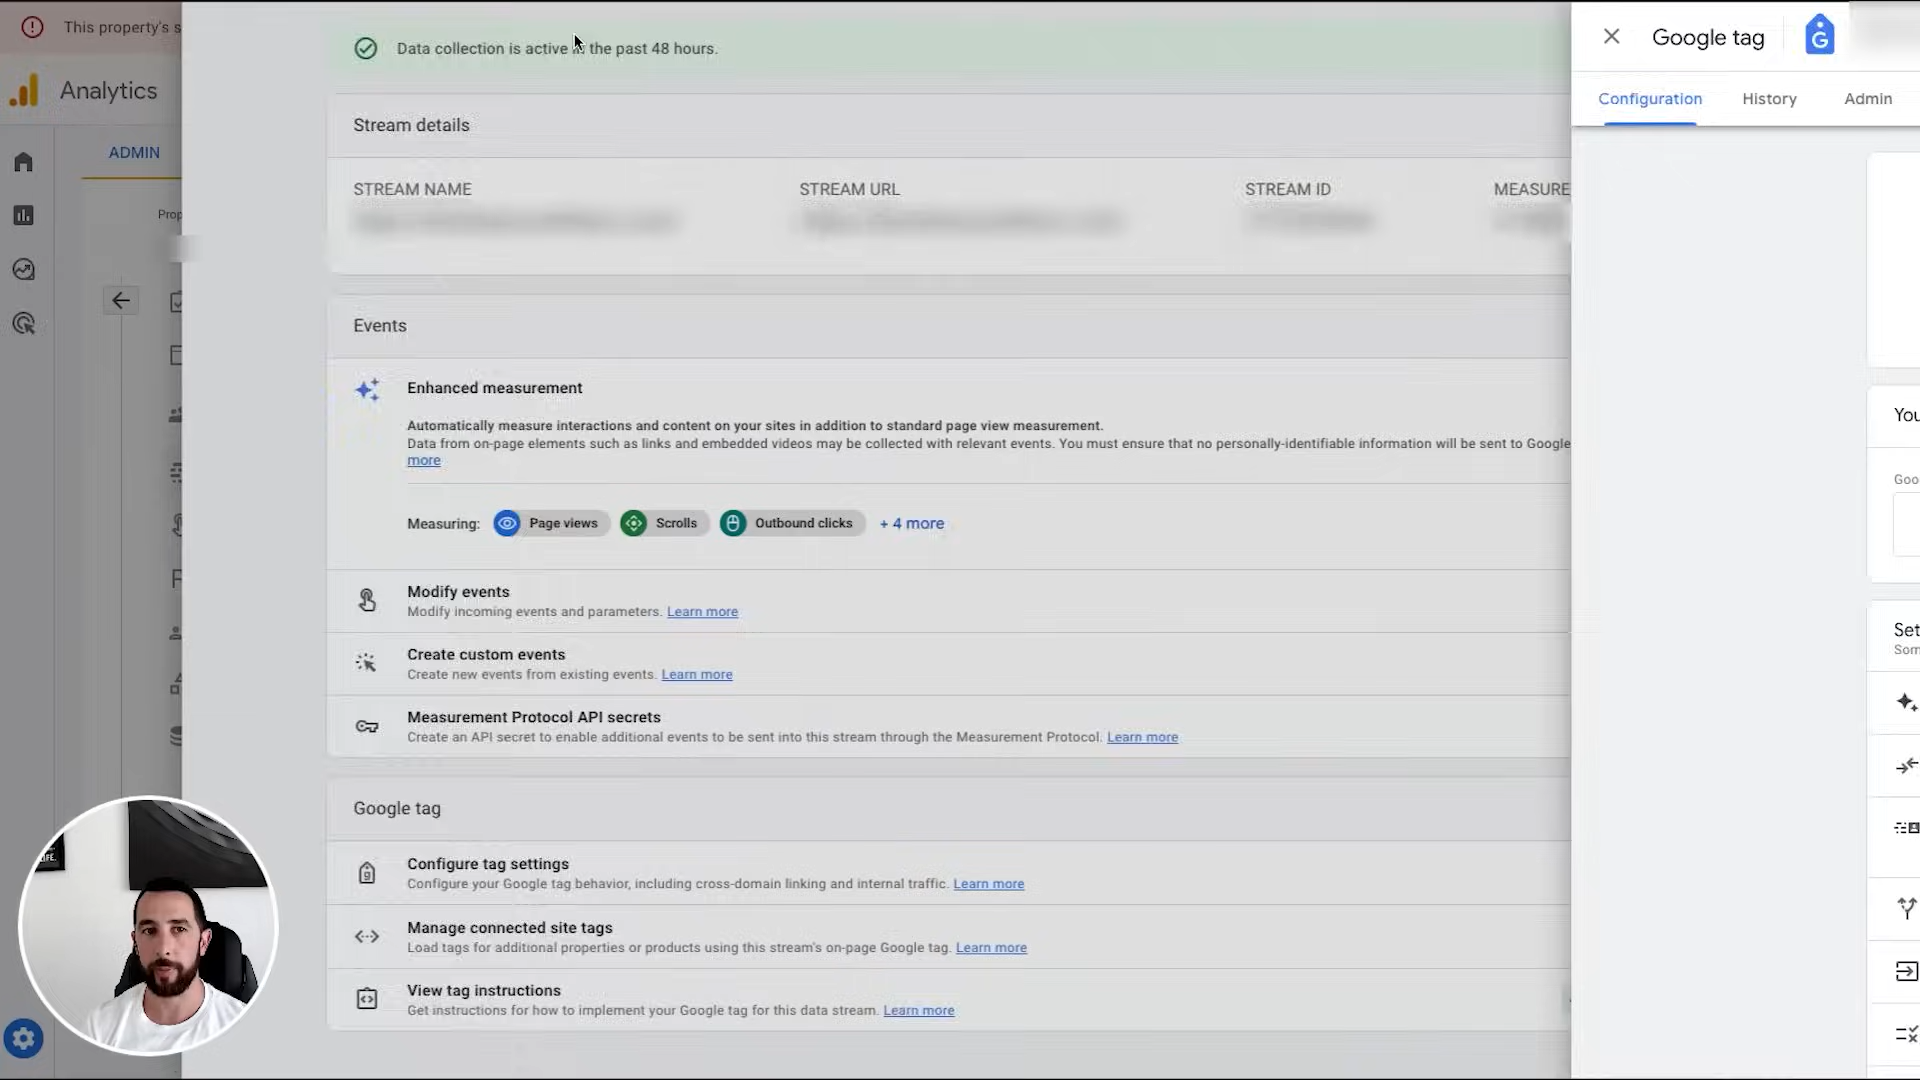 This property's s
Analytics
ADMIN
Prop
Data collection is active in the past 48 hours.
Stream details
STREAM NAME
STREAM URL
STREAM ID
MEASURE
Events
Enhanced measurement
Automatically measure interactions and content on your sites in addition to standard page view measurement.
Data from on-page elements such as links and embedded videos may be collected with relevant events. You must ensure that no personally-identifiable information will be sent to Google
more
Measuring:
Page views
Scrolls
Outbound clicks
+ 4 more
Modify events
Modify incoming events and parameters. Learn more
Create custom events
Create new events from existing events. Learn more
Measurement Protocol API secrets
Create an API secret to enable additional events to be sent into this stream through the Measurement Protocol. Learn more
Google tag
Configure tag settings
Configure your Google tag behavior, including cross-domain linking and internal traffic. Learn more
Manage connected site tags
Load tags for additional properties or products using this stream's on-page Google tag. Learn more
View tag instructions
Get instructions for how to implement your Google tag for this data stream. Learn more
Google tag
G
Configuration
History
Admin
You
Goo
Set
Som